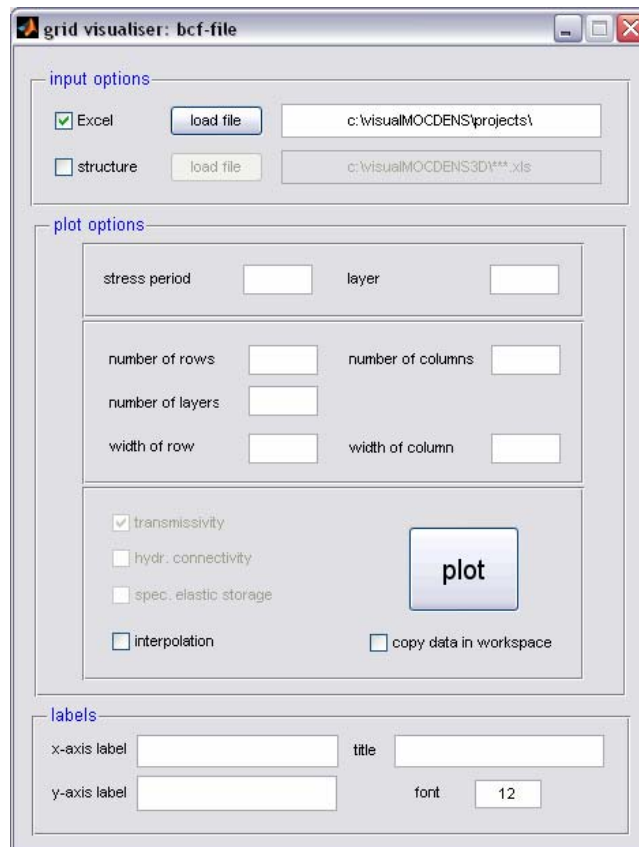 grid visualiser: bcf-file
input options
Excel load file c:\visualMOCDENS\projects\
structure load file c:\visualMOCDENS3D\***.xls
plot options
stress period layer
number of rows number of columns
number of layers
width of row width of column
transmissivity
hydr. connectivity
spec. elastic storage
plot
interpolation copy data in workspace
labels
x-axis label title
y-axis label font 12